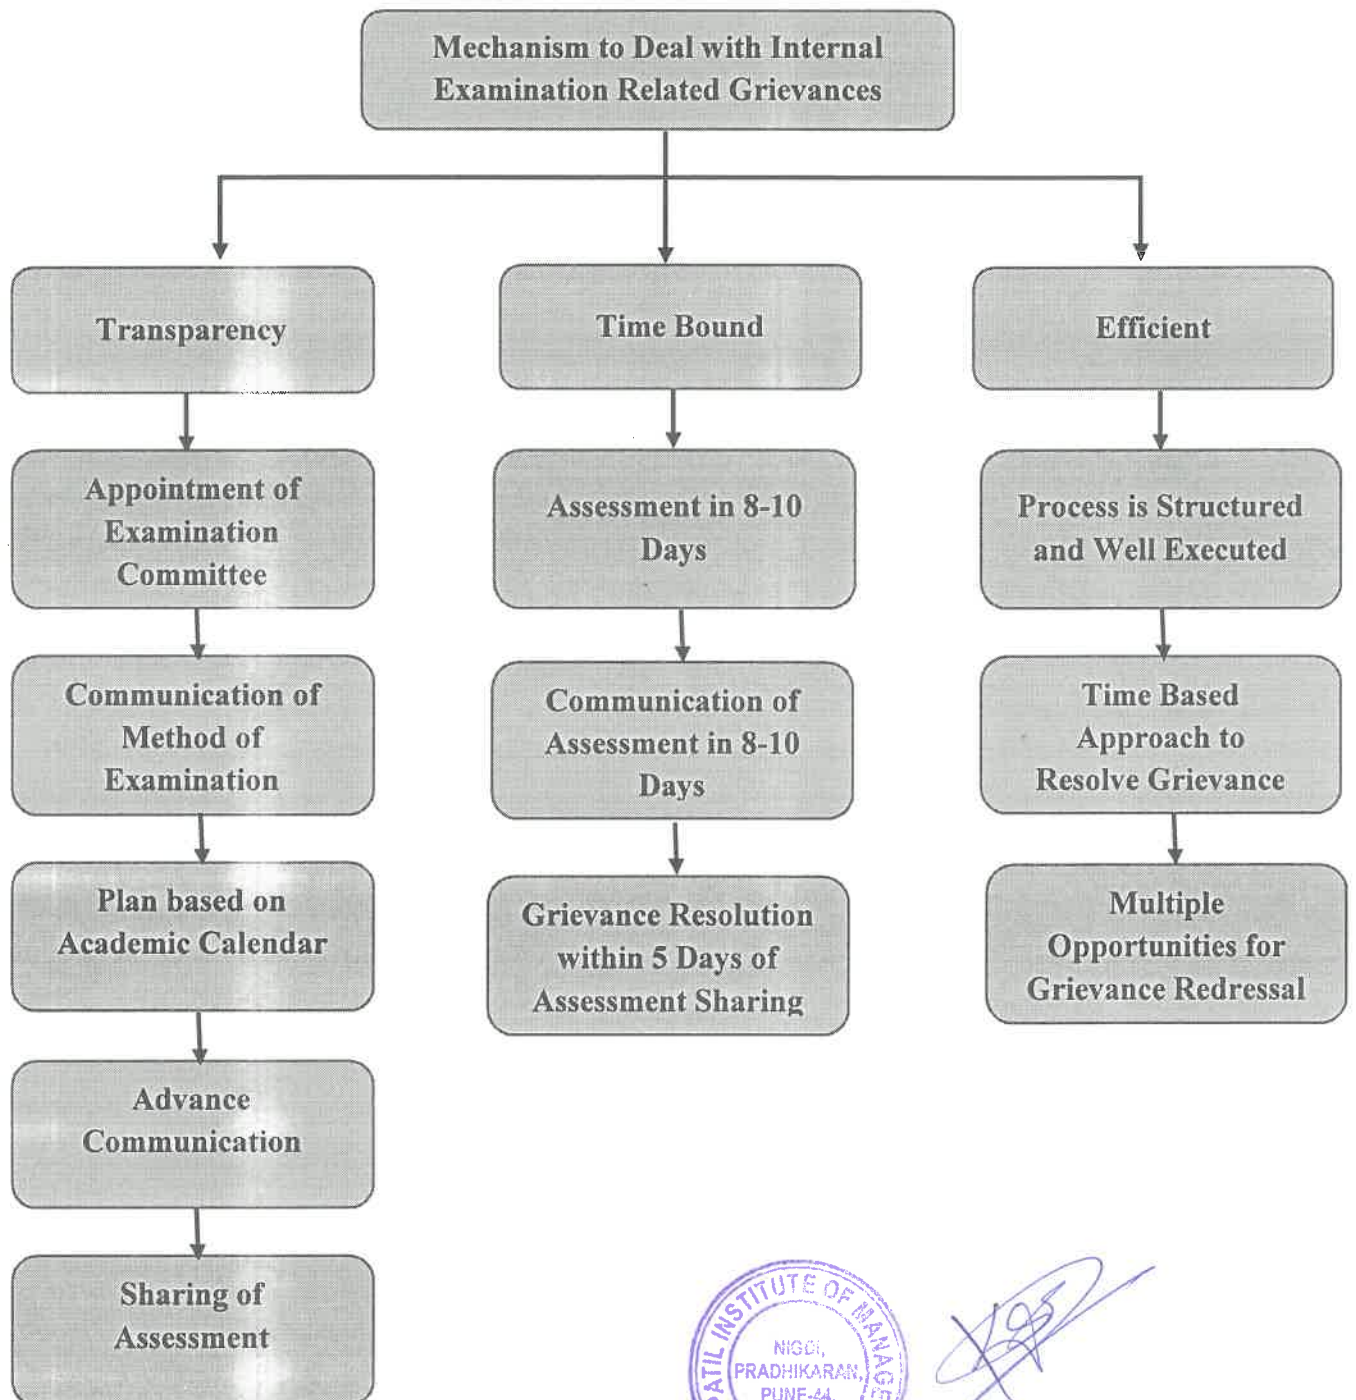 Mechanism to Deal with Internal
Examination Related Grievances
Transparency
Time Bound
Efficient
Appointment of
Examination
Committee
Assessment in 8-10
Days
Process is Structured
and Well Executed
Communication of
Method of
Examination
Communication of
Assessment in 8-10
Days
Time Based
Approach to
Resolve Grievance
Plan based on
Academic Calendar
Grievance Resolution
within 5 Days of
Assessment Sharing
Multiple
Opportunities for
Grievance Redressal
Advance
Communication
Sharing of
Assessment
INSTITUTE OF
NIGDI,
PRADHIKARAN,
PUNE-44.